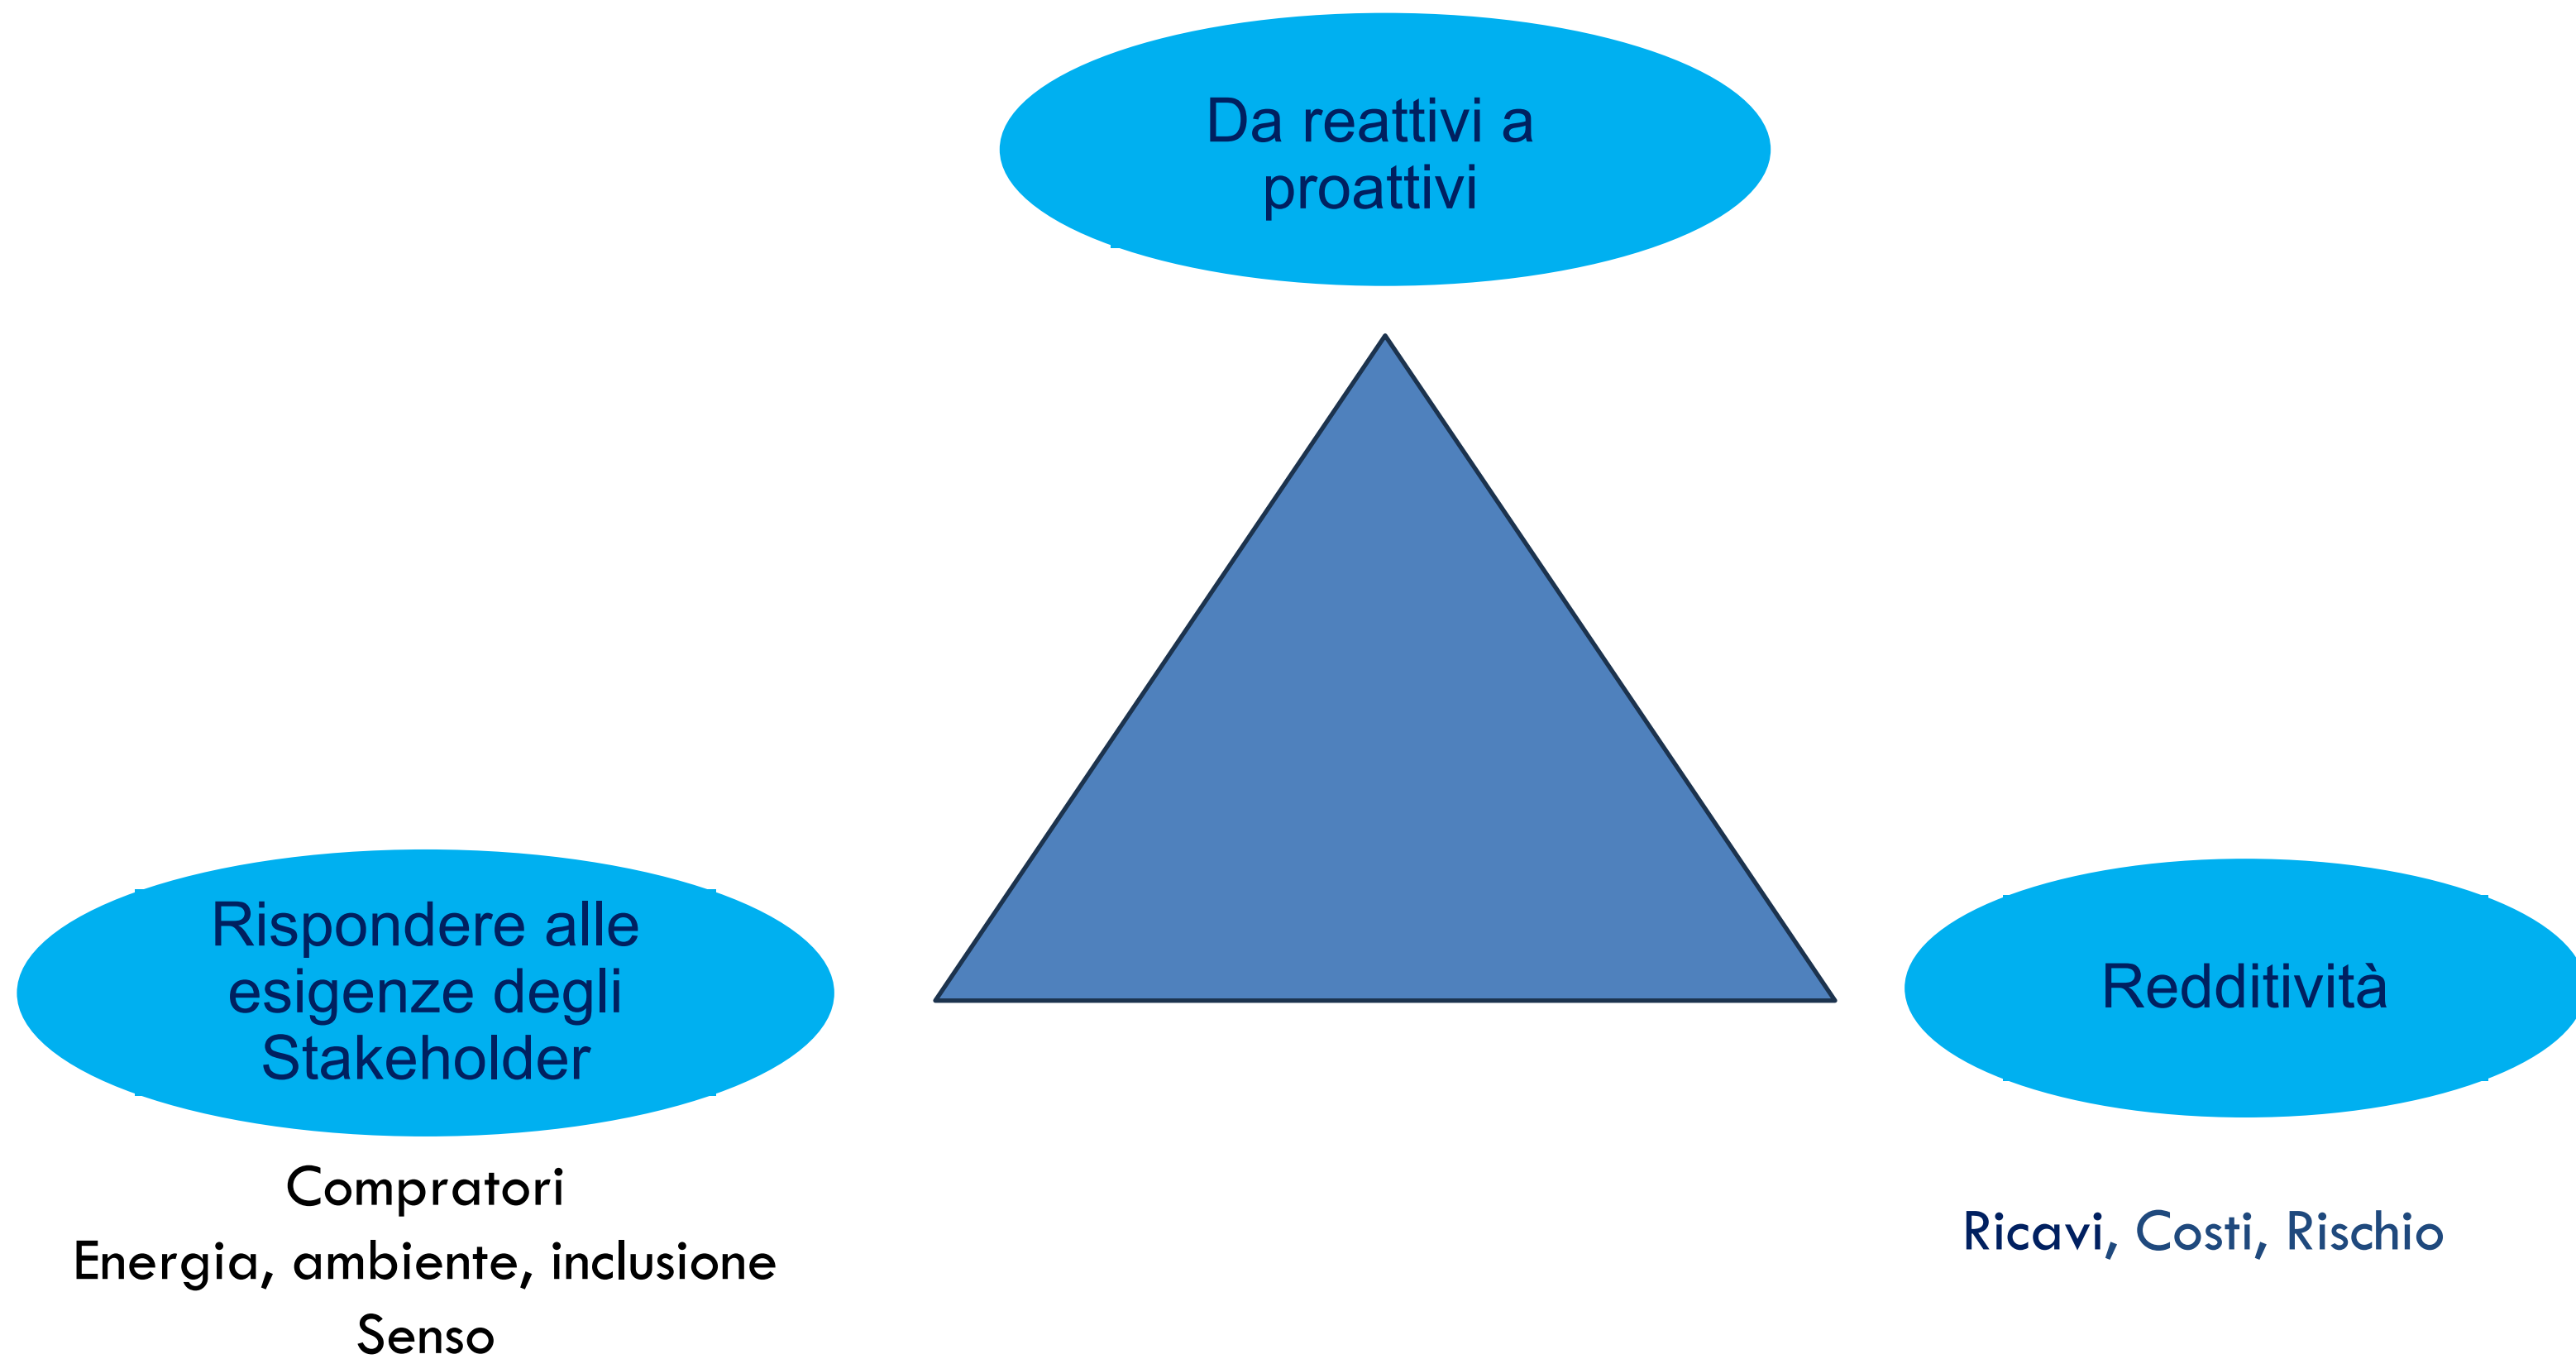 Da reattivi a
proattivi
Rispondere alle
esigenze degli
Stakeholder
Compratori
Energia, ambiente, inclusione
Senso
Redditività
Ricavi, Costi, Rischio